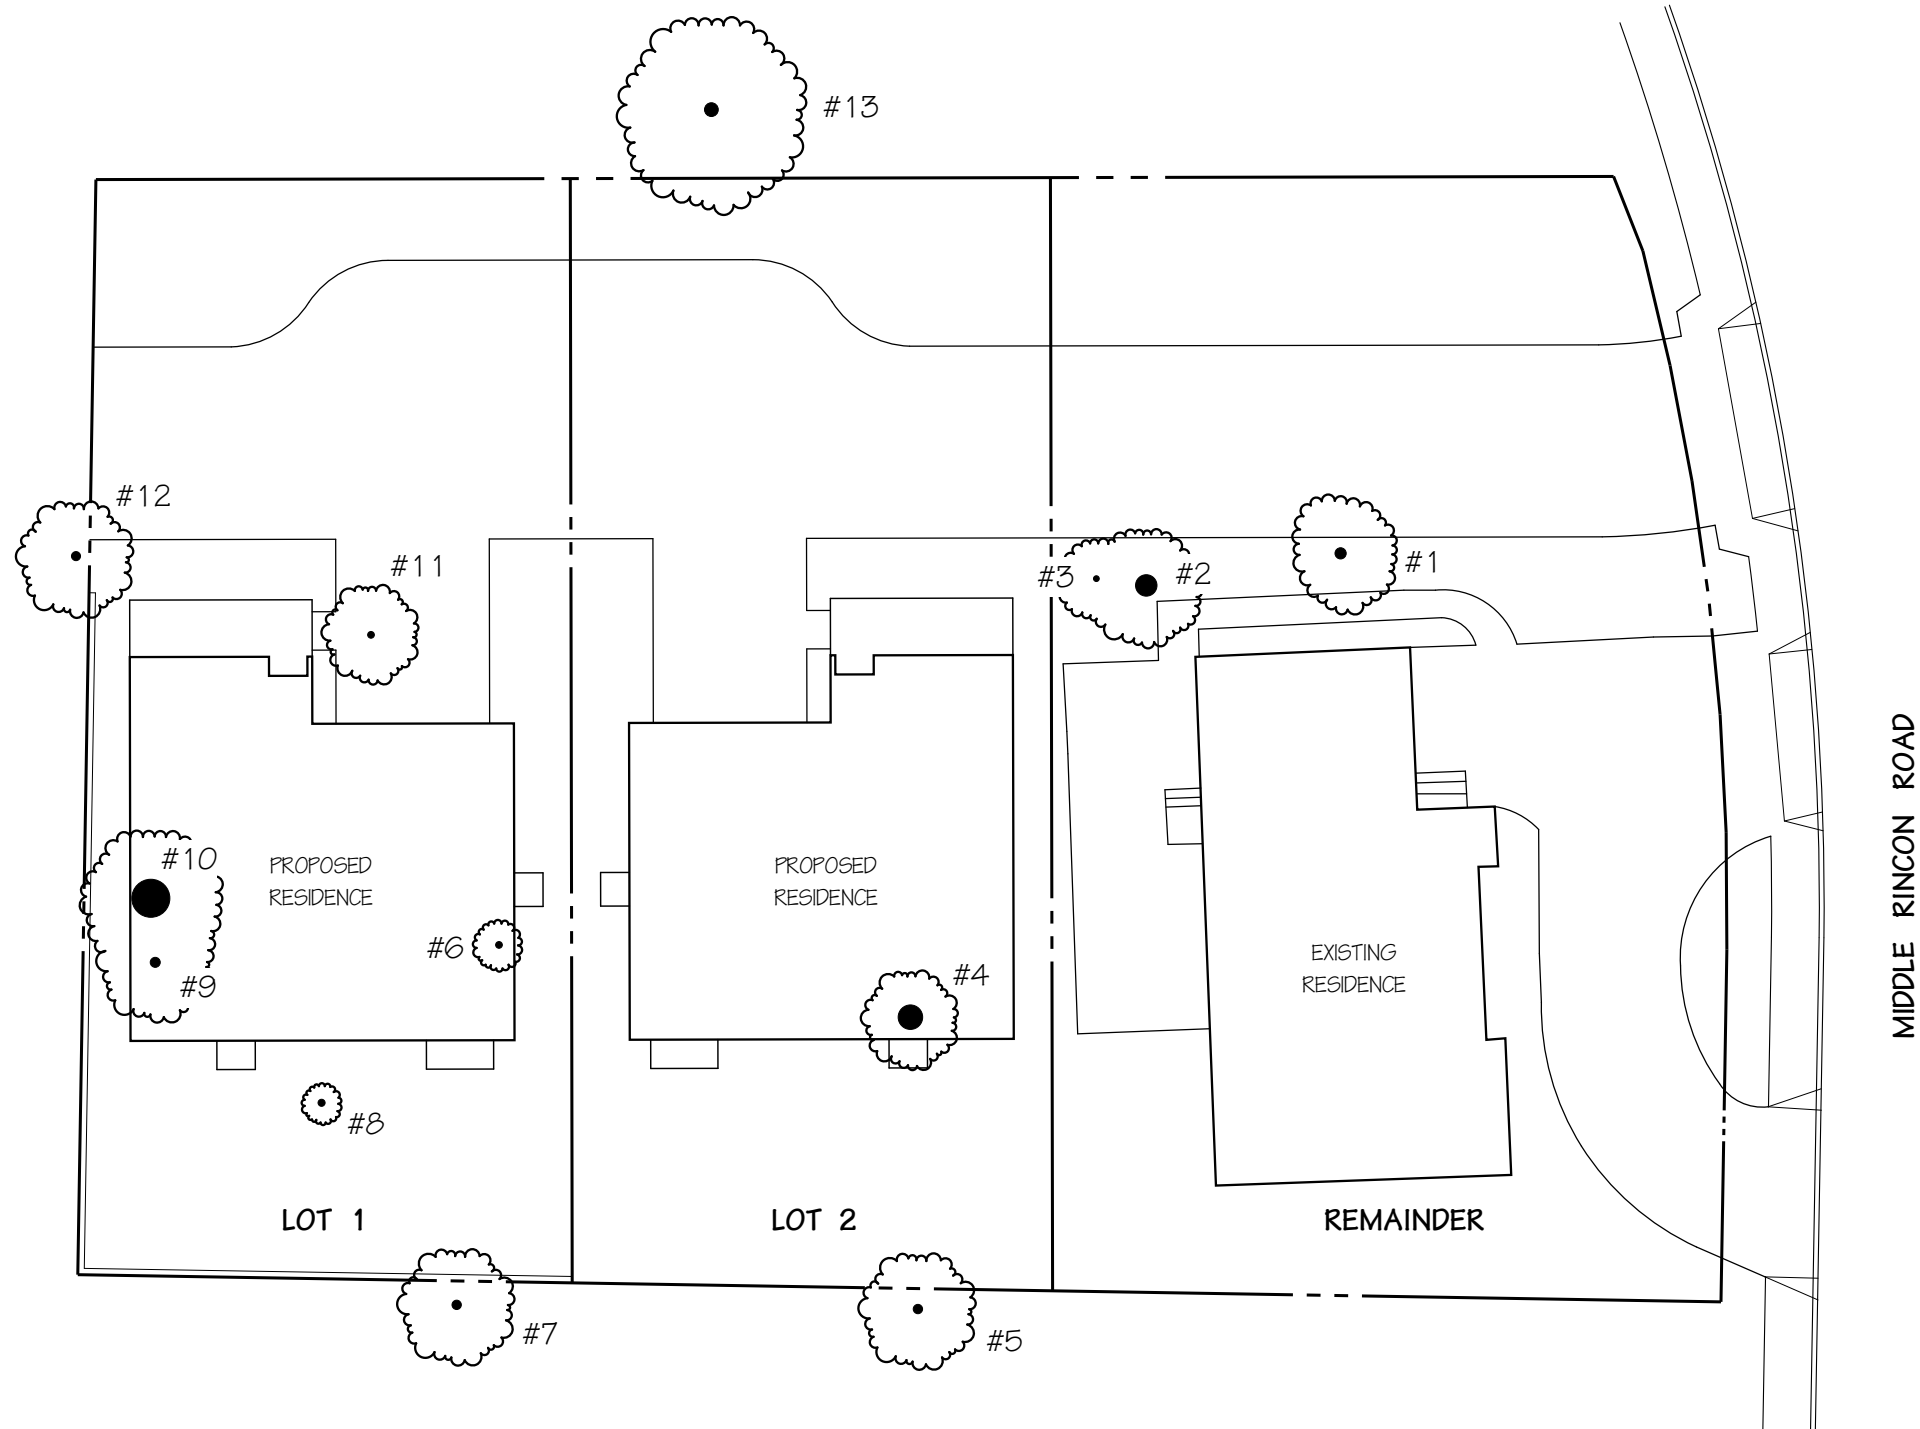 #13
#12
#11
#3
#2
#1
#10
PROPOSED
RESIDENCE
PROPOSED
RESIDENCE
#6
#9
#4
EXISTING
RESIDENCE
#8
LOT 1
LOT 2
REMAINDER
#7
#5
MIDDLE RINCON ROAD